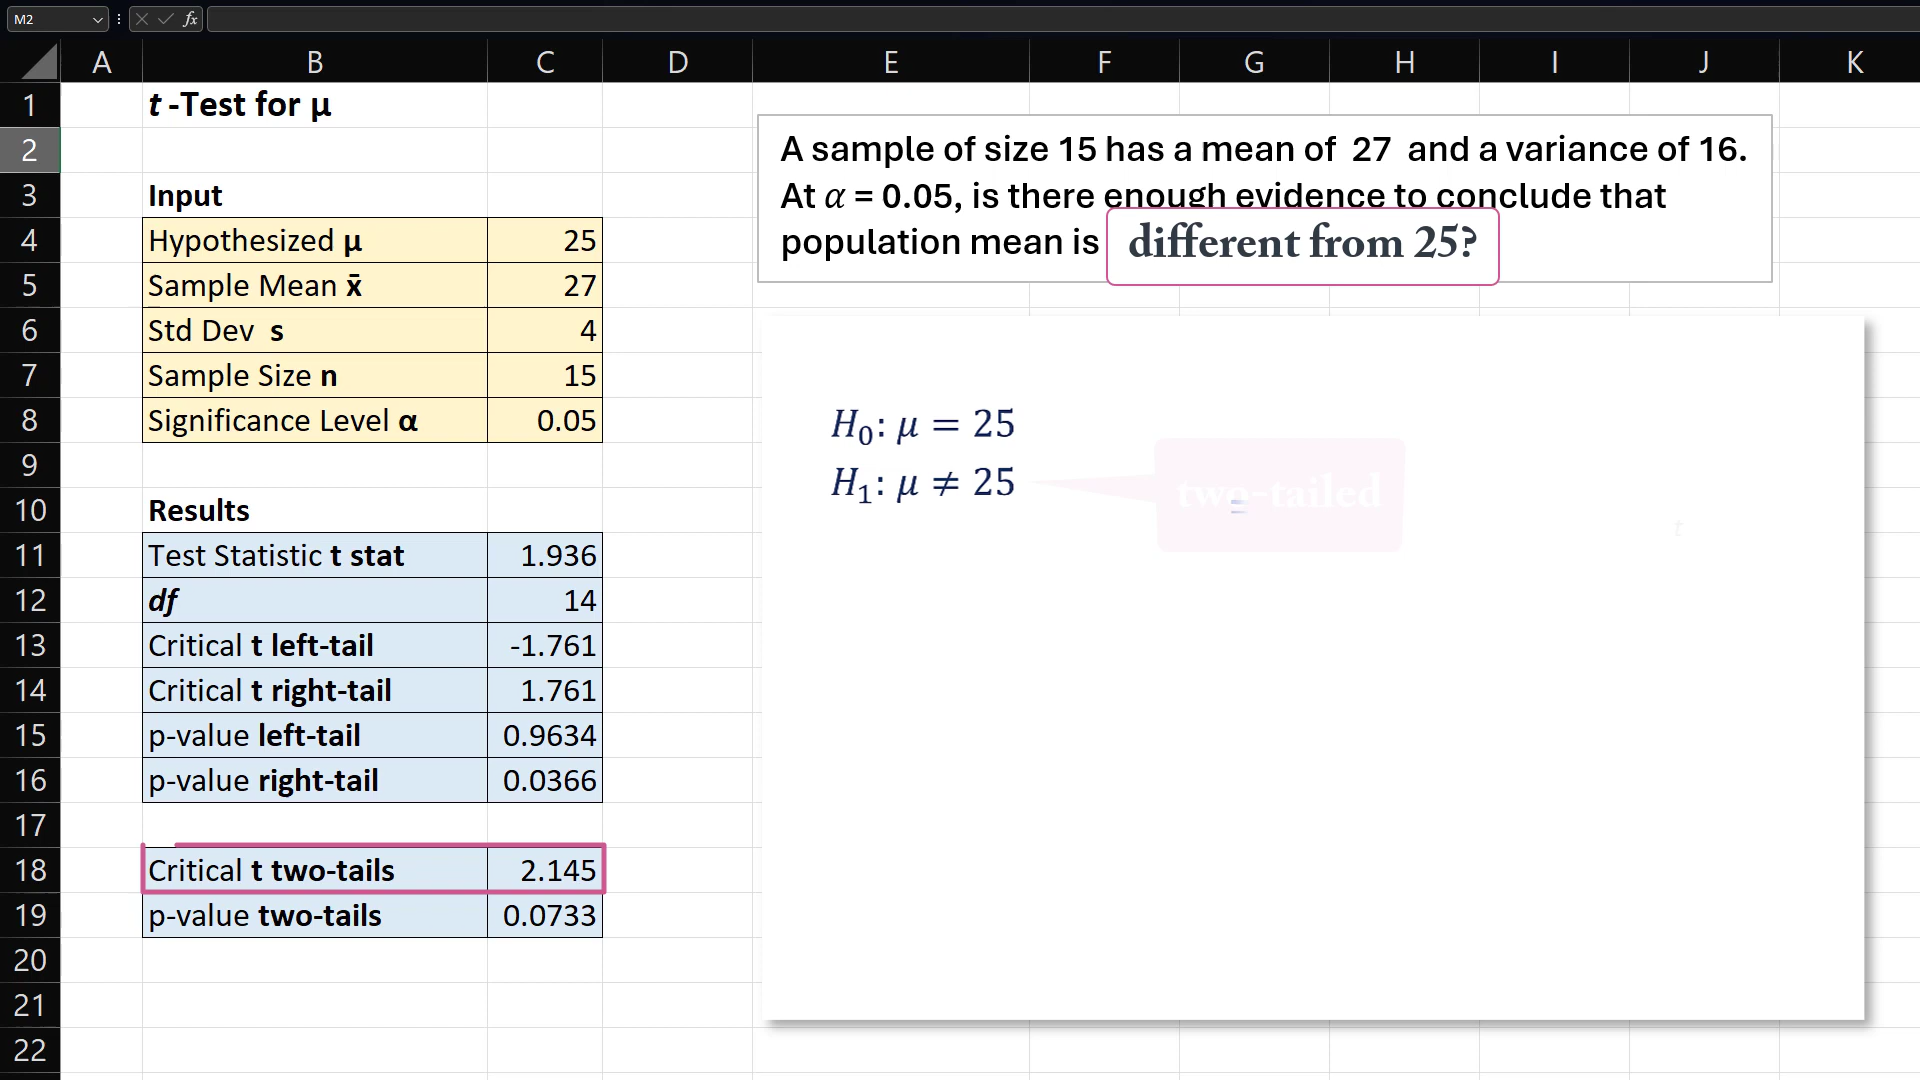 M2 fx
A B C D E F G H I J K
1 t -Test for μ
2
3 Input
4 Hypothesized μ 25
5 Sample Mean x̄ 27
6 Std Dev s 4
7 Sample Size n 15
8 Significance Level α 0.05
9
10 Results
11 Test Statistic t stat 1.936
12 df 14
13 Critical t left-tail -1.761
14 Critical t right-tail 1.761
15 p-value left-tail 0.9634
16 p-value right-tail 0.0366
17
18 Critical t two-tails 2.145
19 p-value two-tails 0.0733
20
21
22
A sample of size 15 has a mean of 27 and a variance of 16.
At α = 0.05, is there enough evidence to conclude that
population mean is different from 25?
H₀: μ = 25
H₁: μ ≠ 25
two-tailed
t